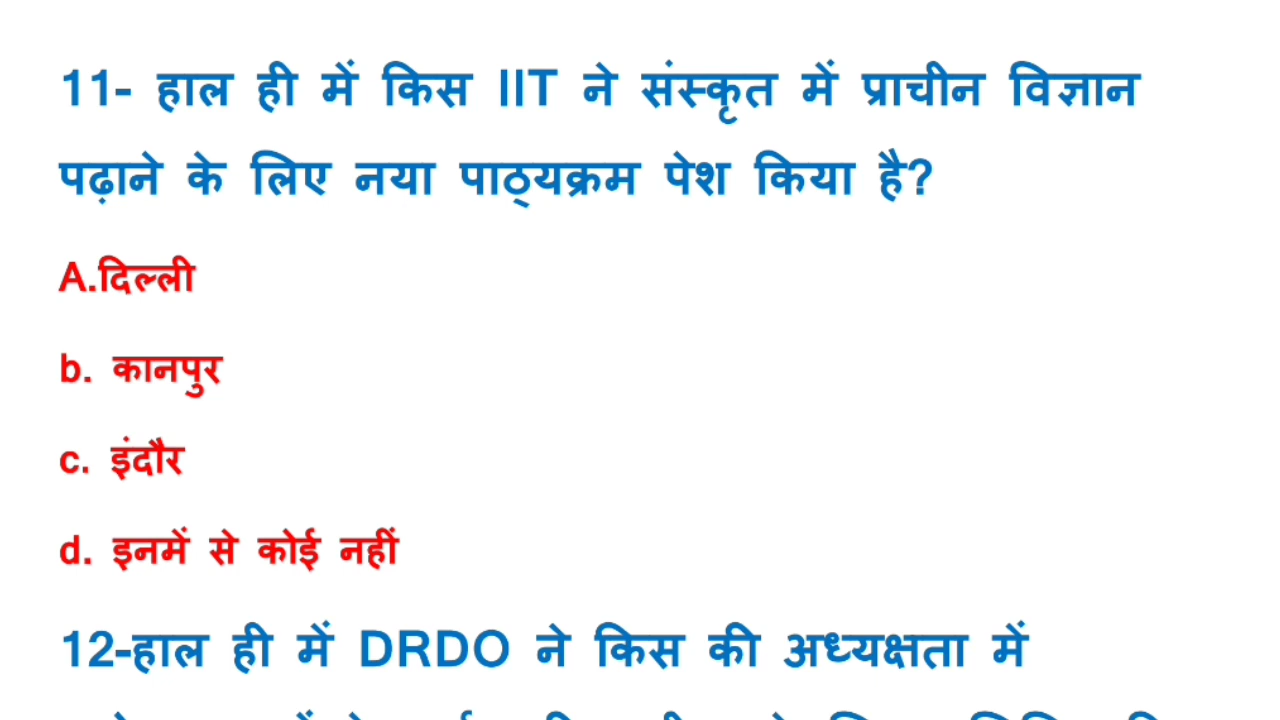 11- हाल ही में किस IIT ने संस्कृत में प्राचीन विज्ञान
पढ़ाने के लिए नया पाठ्यक्रम पेश किया है?
A.दिल्ली
b. कानपुर
c. इंदौर
d. इनमें से कोई नहीं
12-हाल ही में DRDO ने किस की अध्यक्षता में